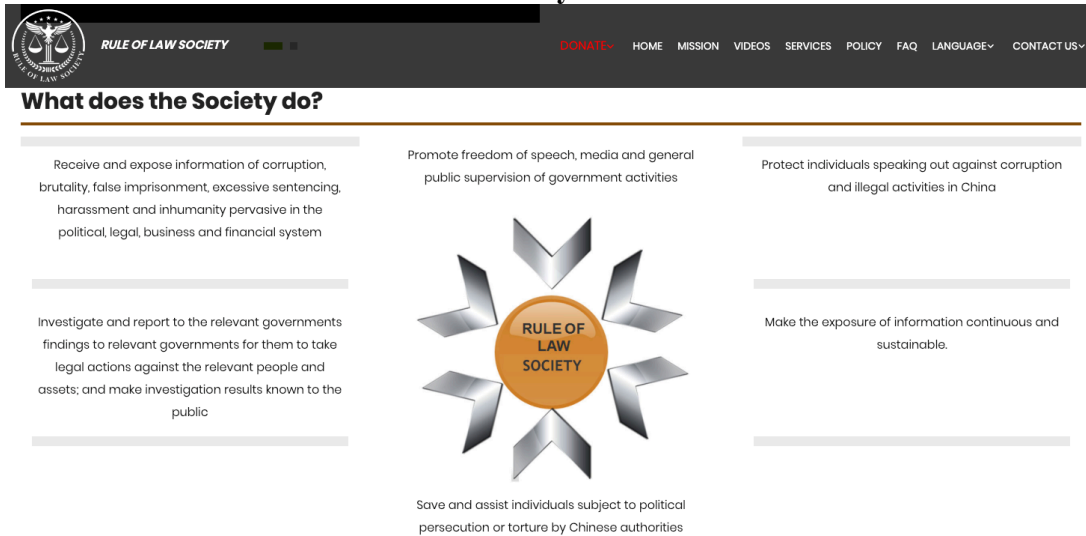 RULE OF LAW SOCIETY
RULE OF LAW SOCIETY
DONATE HOME MISSION VIDEOS SERVICES POLICY FAQ LANGUAGE CONTACT US
What does the Society do?
Receive and expose information of corruption,
brutality, false imprisonment, excessive sentencing,
harassment and inhumanity pervasive in the
political, legal, business and financial system
Promote freedom of speech, media and general
public supervision of government activities
Protect individuals speaking out against corruption
and illegal activities in China
Investigate and report to the relevant governments
findings to relevant governments for them to take
legal actions against the relevant people and
assets; and make investigation results known to the
public
RULE OF
LAW
SOCIETY
Make the exposure of information continuous and
sustainable.
Save and assist individuals subject to political
persecution or torture by Chinese authorities